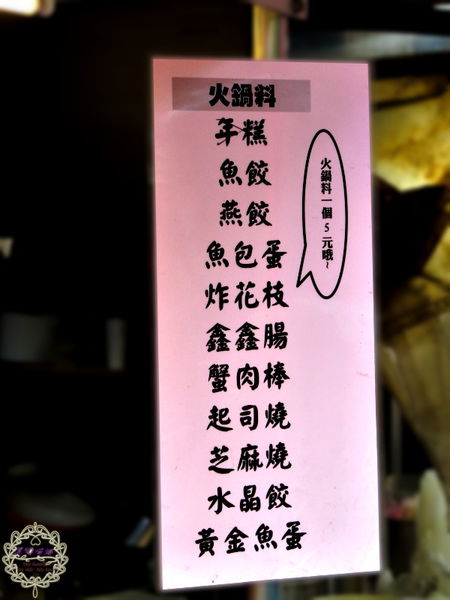 火鍋料
年糕
魚餃
燕餃
魚包蛋
炸花枝
鑫鑫腸
蟹肉棒
起司燒
芝麻燒
水晶餃
黃金魚蛋
火鍋料一個5元哦~